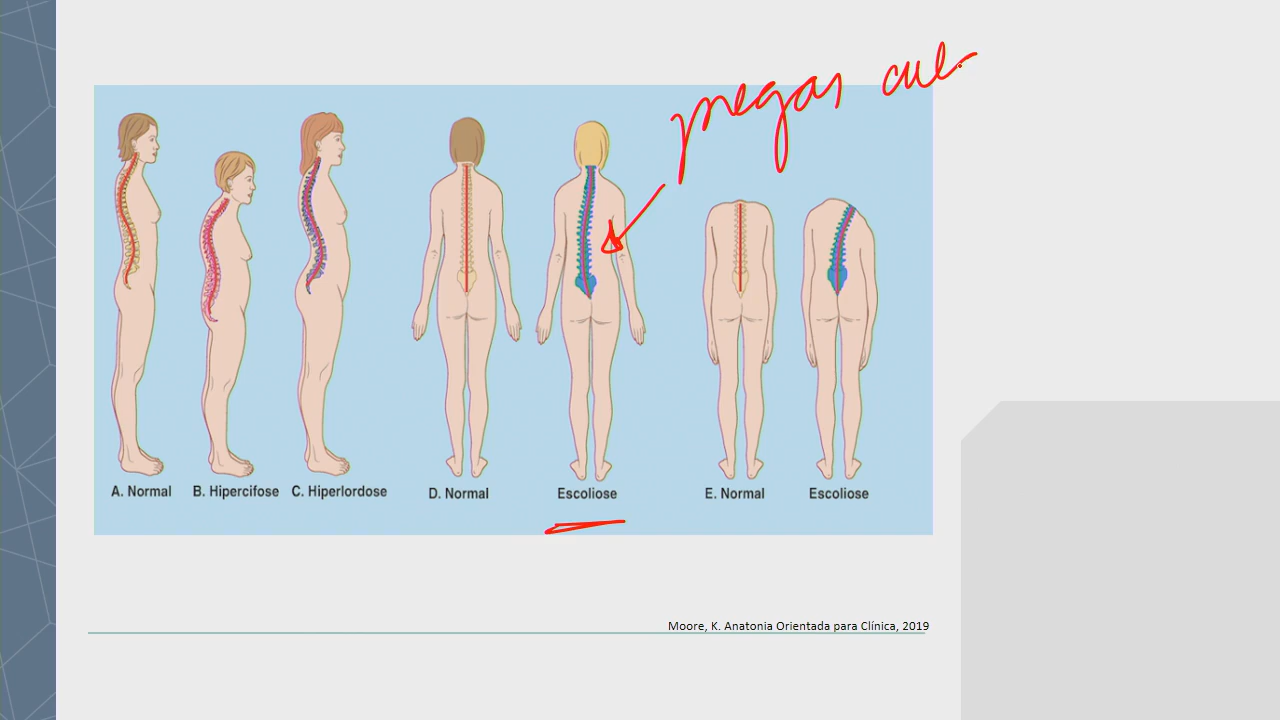 A. Normal
B. Hipercifose
C. Hiperlordose
D. Normal
Escoliose
E. Normal
Escoliose
Moore, K. Anatonia Orientada para Clínica, 2019